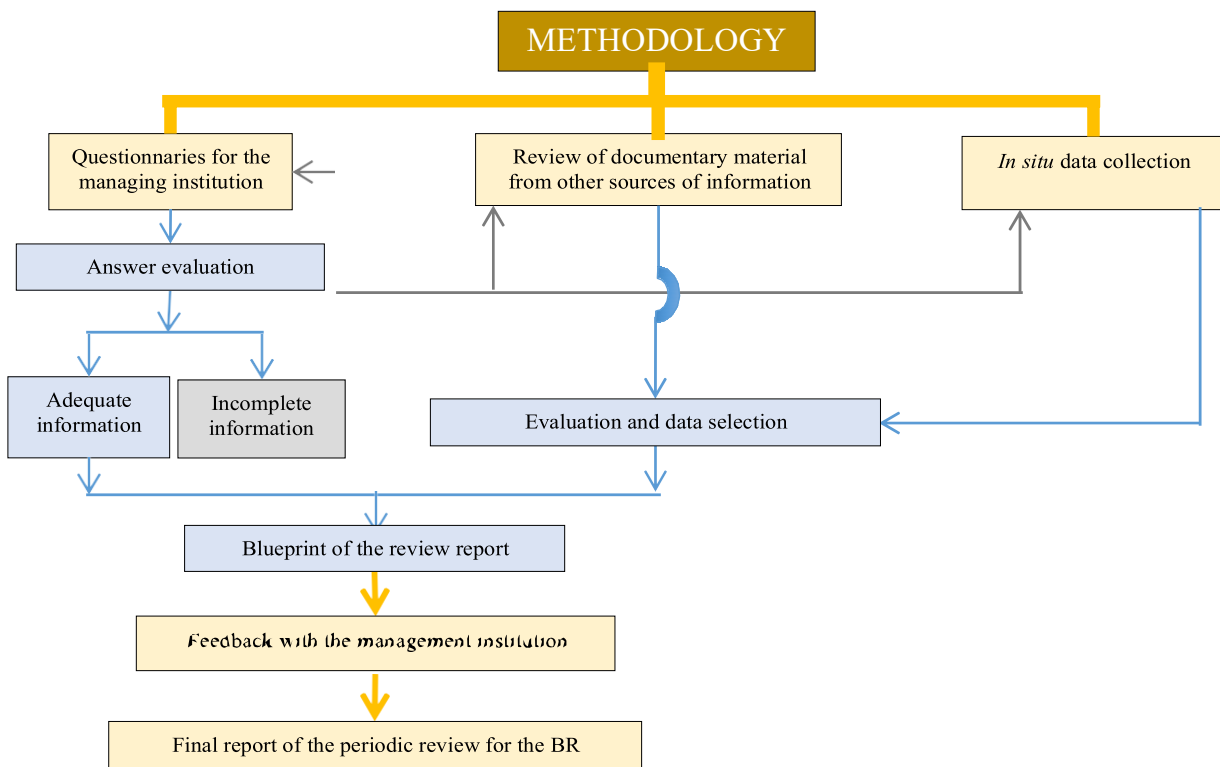 METHODOLOGY
Questionnaries for the
managing institution
Review of documentary material
from other sources of information
In situ data collection
Answer evaluation
Adequate
information
Incomplete
information
Evaluation and data selection
Blueprint of the review report
Feedback with the management institution
Final report of the periodic review for the BR